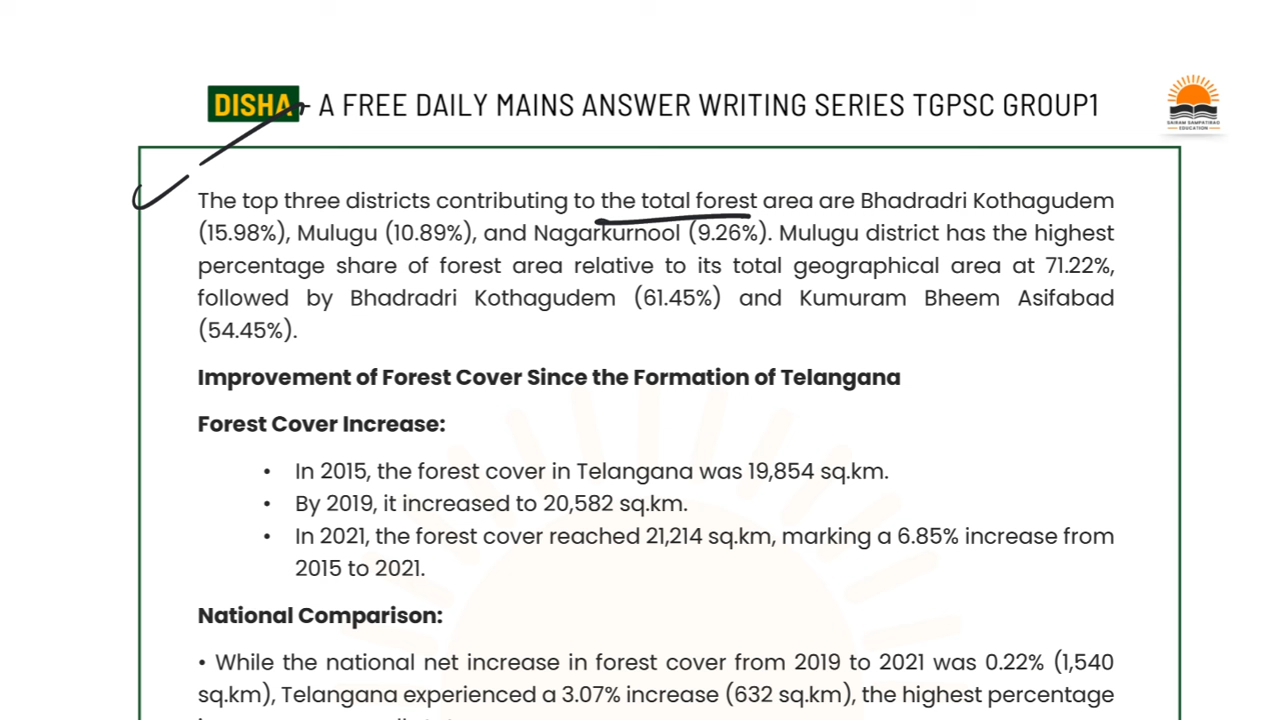 DISHA - A FREE DAILY MAINS ANSWER WRITING SERIES TGPSC GROUP1
SAIRAM SAMPATIRAO
EDUCATION
The top three districts contributing to the total forest area are Bhadradri Kothagudem
(15.98%), Mulugu (10.89%), and Nagarkurnool (9.26%). Mulugu district has the highest
percentage share of forest area relative to its total geographical area at 71.22%,
followed by Bhadradri Kothagudem (61.45%) and Kumuram Bheem Asifabad
(54.45%).
Improvement of Forest Cover Since the Formation of Telangana
Forest Cover Increase:
• In 2015, the forest cover in Telangana was 19,854 sq.km.
• By 2019, it increased to 20,582 sq.km.
• In 2021, the forest cover reached 21,214 sq.km, marking a 6.85% increase from
2015 to 2021.
National Comparison:
• While the national net increase in forest cover from 2019 to 2021 was 0.22% (1,540
sq.km), Telangana experienced a 3.07% increase (632 sq.km), the highest percentage